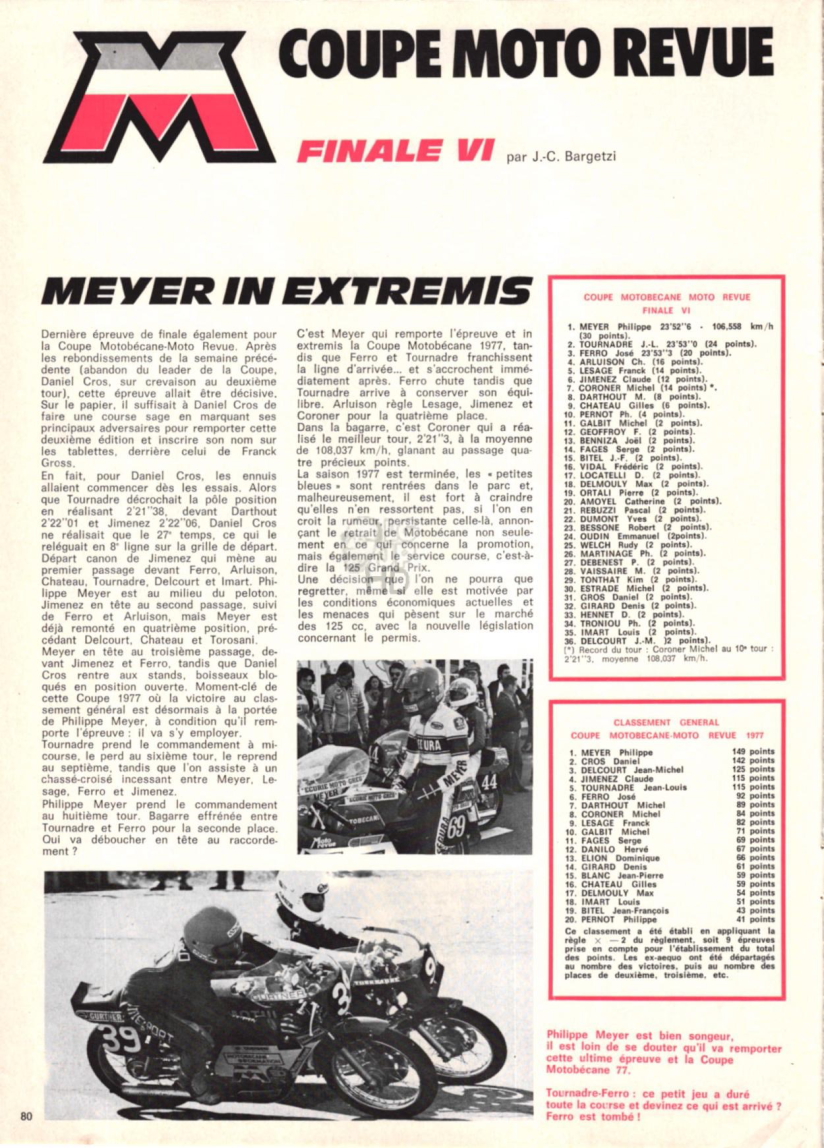 COUPE MOTO REVUE
FINALE VI par J.-C. Bargetzi
MEYER IN EXTREMIS
Dernière épreuve de finale également pour
la Coupe Motobécane-Moto Revue. Après
les rebondissements de la semaine précé-
dente (abandon du leader de la Coupe,
Daniel Cros, sur crevaison au deuxième
tour), cette épreuve allait être décisive.
Sur le papier, il suffisait à Daniel Cros de
faire une course sage en marquant ses
principaux adversaires pour remporter cette
deuxième édition et inscrire son nom sur
les tablettes, derrière celui de Franck
Gross.
En fait, pour Daniel Cros, les ennuis
allaient commencer dès les essais. Alors
que Tournadre décrochait la pôle position
en réalisant 2'21"38, devant Darthout
2'22"01 et Jimenez 2'22"06, Daniel Cros
ne réalisait que le 27e temps, ce qui le
reléguait en 8e ligne sur la grille de départ.
Départ canon de Jimenez qui mène au
premier passage devant Ferro, Arluison,
Chateau, Tournadre, Delcourt et Imart. Phi-
lippe Meyer est au milieu du peloton.
Jimenez en tête au second passage, suivi
de Ferro et Arluison, mais Meyer est
déjà remonté en quatrième position, pré-
cédant Delcourt, Chateau et Torosani.
Meyer en tête au troisième passage, de-
vant Jimenez et Ferro, tandis que Daniel
Cros rentre aux stands, boisseaux blo-
qués en position ouverte. Moment-clé de
cette Coupe 1977 où la victoire au clas-
sement général est désormais à la portée
de Philippe Meyer, à condition qu'il rem-
porte l'épreuve : il va s'y employer.
Tournadre prend le commandement à mi-
course, le perd au sixième tour, le reprend
au septième, tandis que l'on assiste à un
chassé-croisé incessant entre Meyer, Le-
sage, Ferro et Jimenez.
Philippe Meyer prend le commandement
au huitième tour. Bagarre effrénée entre
Tournadre et Ferro pour la seconde place.
Qui va déboucher en tête au raccorde-
ment ?
C'est Meyer qui remporte l'épreuve et in
extremis la Coupe Motobécane 1977, tan-
dis que Ferro et Tournadre franchissent
la ligne d'arrivée... et s'accrochent immé-
diatement après. Ferro chute tandis que
Tournadre arrive à conserver son équi-
libre. Arluison règle Lesage, Jimenez et
Coroner pour la quatrième place.
Dans la bagarre, c'est Coroner qui a réa-
lisé le meilleur tour, 2'21"3, à la moyenne
de 108,037 km/h, glanant au passage qua-
tre précieux points.
La saison 1977 est terminée, les « petites
bleues » sont rentrées dans le parc et,
malheureusement, il est fort à craindre
qu'elles n'en ressortent pas, si l'on en
croit la rumeur persistante celle-là, annon-
çant le retrait de Motobécane non seule-
ment en ce qui concerne la promotion,
mais également le service course, c'est-à-
dire la 125 Grand Prix.
Une décision que l'on ne pourra que
regretter, même si elle est motivée par
les conditions économiques actuelles et
les menaces qui pèsent sur le marché
des 125 cc, avec la nouvelle législation
concernant le permis.
SEGURA
MEYER
ECURIE MOTO CRED
TOBECANE
Moto revue
69
44
SEGURA
GURTNER
39
3
TOURNADRE
9
COUPE MOTOBECANE MOTO REVUE
FINALE VI
1. MEYER Philippe 23'52"6 - 106,558 km/h
(30 points).
2. TOURNADRE J.-L. 23'53"0 (24 points).
3. FERRO José 23'53"3 (20 points).
4. ARLUISON Ch. (16 points).
5. LESAGE Franck (14 points).
6. JIMENEZ Claude (12 points).
7. CORONER Michel (14 points) *.
8. DARTHOUT M. (8 points).
9. CHATEAU Gilles (6 points).
10. PERNOT Ph. (4 points).
11. GALBIT Michel (2 points).
12. GEOFFROY F. (2 points).
13. BENNIZA Joël (2 points).
14. FAGES Serge (2 points).
15. BITEL J.-F. (2 points).
16. VIDAL Frédéric (2 points).
17. LOCATELLI D. (2 points).
18. DELMOULY Max (2 points).
19. ORTALI Pierre (2 points).
20. AMOYEL Catherine (2 points).
21. REBUZZI Pascal (2 points).
22. DUMONT Yves (2 points).
23. BESSONE Robert (2 points).
24. OUDIN Emmanuel (2points).
25. WELCH Rudy (2 points).
26. MARTINAGE Ph. (2 points).
27. DEBENEST P. (2 points).
28. VAISSAIRE M. (2 points).
29. TONTHAT Kim (2 points).
30. ESTRADE Michel (2 points).
31. GROS Daniel (2 points).
32. GIRARD Denis (2 points).
33. HENNET D. (2 points).
34. TRONIOU Ph. (2 points).
35. IMART Louis (2 points).
36. DELCOURT J.-M. )2 points).
(*) Record du tour : Coroner Michel au 10e tour :
2'21"3, moyenne 108,037 km/h.
CLASSEMENT GENERAL
COUPE MOTOBECANE-MOTO REVUE 1977
1. MEYER Philippe 149 points
2. CROS Daniel 142 points
3. DELCOURT Jean-Michel 125 points
4. JIMENEZ Claude 115 points
5. TOURNADRE Jean-Louis 115 points
6. FERRO José 92 points
7. DARTHOUT Michel 89 points
8. CORONER Michel 84 points
9. LESAGE Franck 82 points
10. GALBIT Michel 71 points
11. FAGES Serge 69 points
12. DANILO Hervé 67 points
13. ELION Dominique 66 points
14. GIRARD Denis 61 points
15. BLANC Jean-Pierre 59 points
16. CHATEAU Gilles 59 points
17. DELMOULY Max 54 points
18. IMART Louis 51 points
19. BITEL Jean-François 43 points
20. PERNOT Philippe 41 points
Ce classement a été établi en appliquant la
règle × — 2 du règlement, soit 9 épreuves
prise en compte pour l'établissement du total
des points. Les ex-aequo ont été départagés
au nombre des victoires, puis au nombre des
places de deuxième, troisième, etc.
Philippe Meyer est bien songeur,
il est loin de se douter qu'il va remporter
cette ultime épreuve et la Coupe
Motobécane 77.
Tournadre-Ferro : ce petit jeu a duré
toute la course et devinez ce qui est arrivé ?
Ferro est tombé !
80